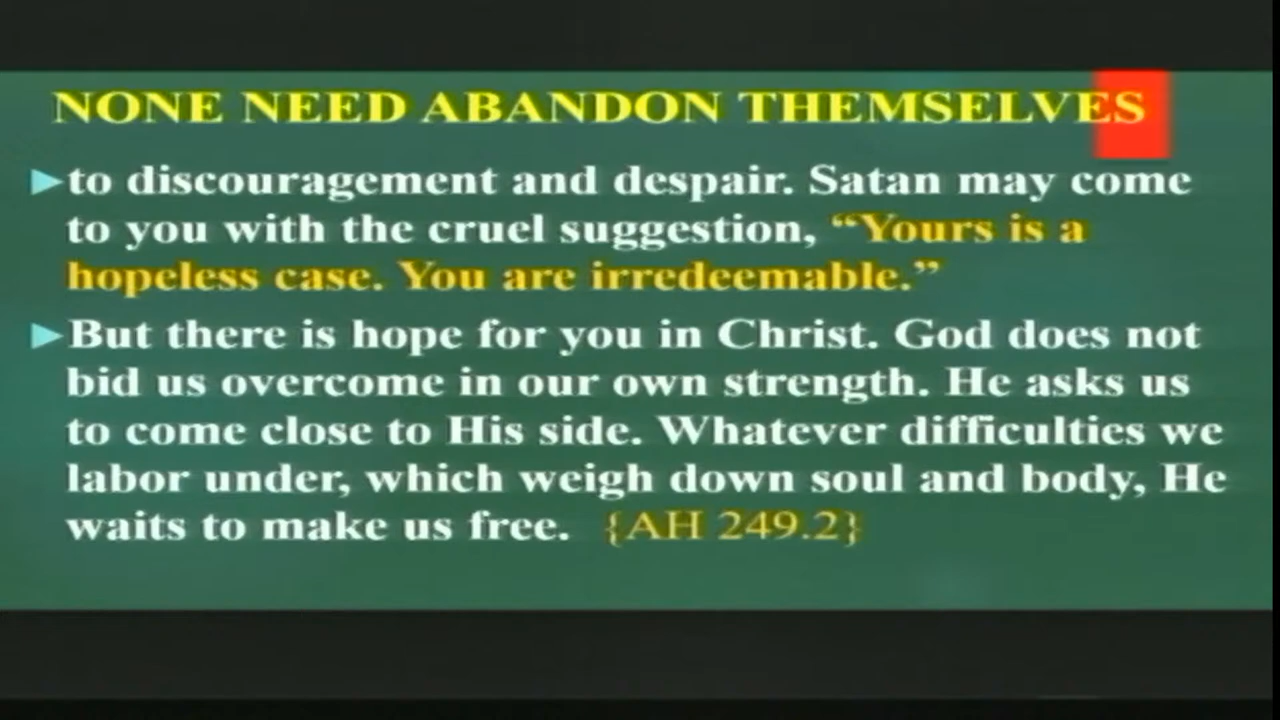 NONE NEED ABANDON THEMSELVES
to discouragement and despair. Satan may come
to you with the cruel suggestion, “Yours is a
hopeless case. You are irredeemable.”
But there is hope for you in Christ. God does not
bid us overcome in our own strength. He asks us
to come close to His side. Whatever difficulties we
labor under, which weigh down soul and body, He
waits to make us free. {AH 249.2}